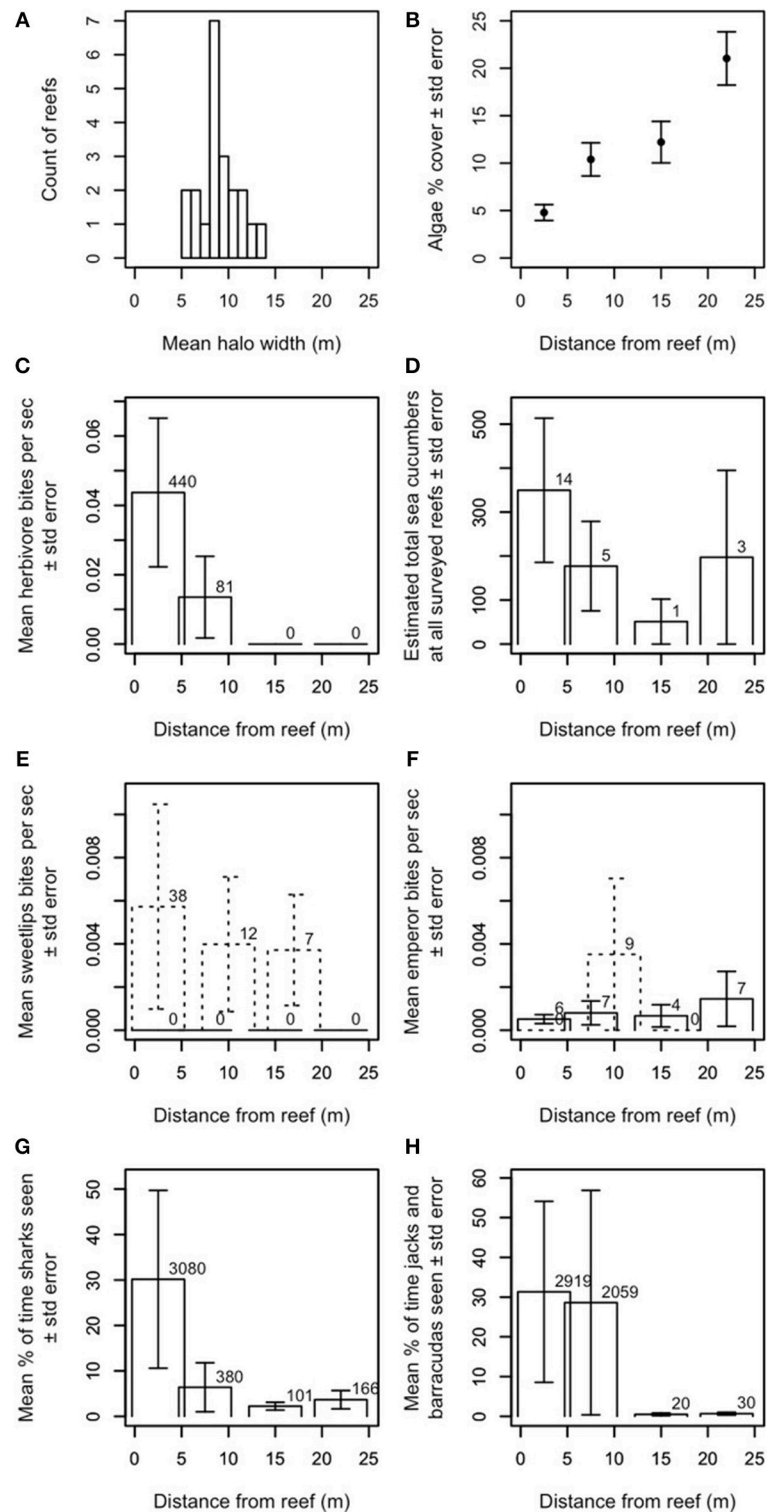 A
7
6
5
4
3
2
1
0
Count of reefs
0 5 10 15 20 25
Mean halo width (m)
B
25
20
15
10
5
0
Algae % cover ± std error
0 5 10 15 20 25
Distance from reef (m)
C
0.06
0.04
0.02
0.00
Mean herbivore bites per sec
± std error
440
81
0
0
0 5 10 15 20 25
Distance from reef (m)
D
500
300
100
0
Estimated total sea cucumbers
at all surveyed reefs ± std error
14
5
1
3
0 5 10 15 20 25
Distance from reef (m)
E
0.008
0.004
0.000
Mean sweetlips bites per sec
± std error
38
12
7
0
0
0
0
0 5 10 15 20 25
Distance from reef (m)
F
0.008
0.004
0.000
Mean emperor bites per sec
± std error
9
6
0
7
4
0
7
0 5 10 15 20 25
Distance from reef (m)
G
50
40
30
20
10
0
Mean % of time sharks seen
± std error
3080
380
101
166
0 5 10 15 20 25
Distance from reef (m)
H
60
50
40
30
20
10
0
Mean % of time jacks and
barracudas seen ± std error
2919
2059
20
30
0 5 10 15 20 25
Distance from reef (m)